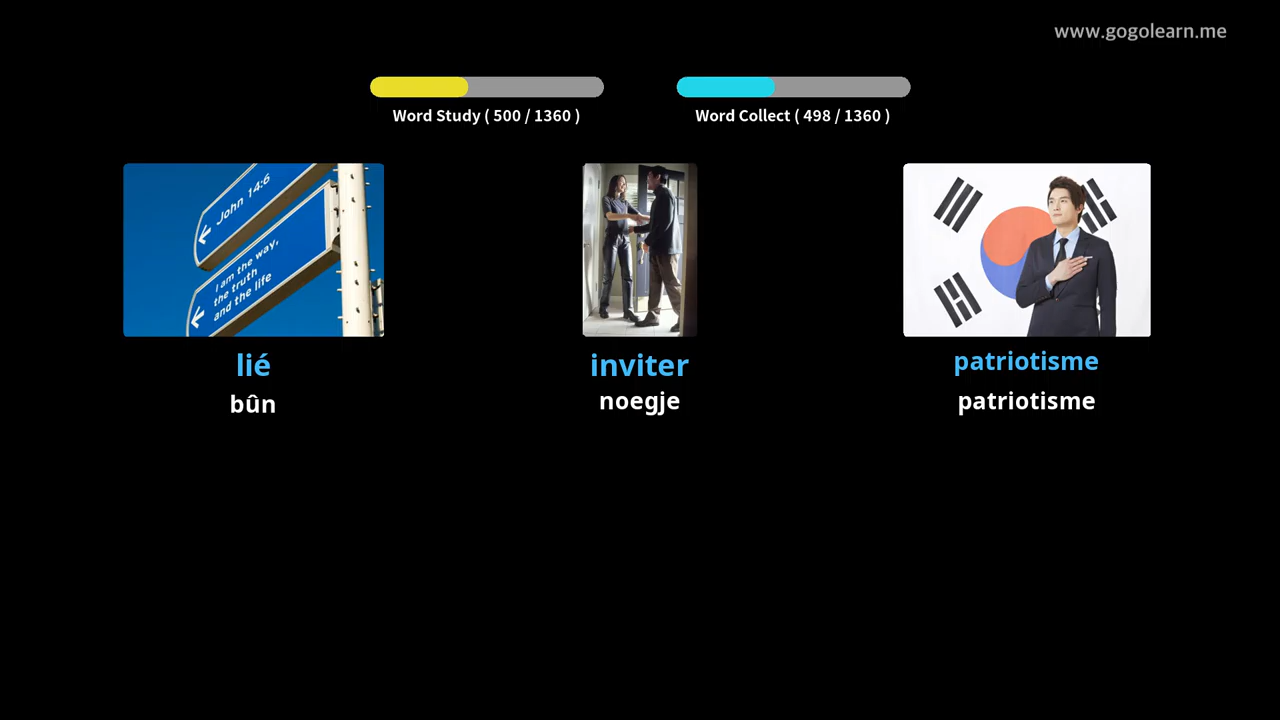 www.gogolearn.me
Word Study ( 500 / 1360 )
Word Collect ( 498 / 1360 )
John 14:6
I am the way,
the truth
and the life
lié
inviter
patriotisme
bûn
noegje
patriotisme